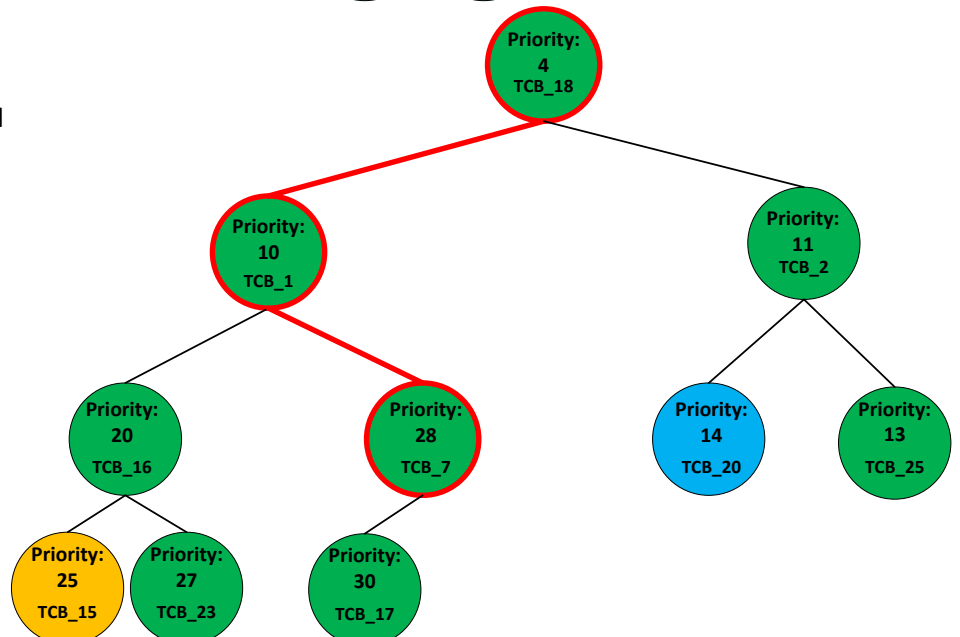 Priority:
4
TCB_18
Priority:
10
TCB_1
Priority:
11
TCB_2
Priority:
20
TCB_16
Priority:
28
TCB_7
Priority:
14
TCB_20
Priority:
13
TCB_25
Priority:
25
TCB_15
Priority:
27
TCB_23
Priority:
30
TCB_17